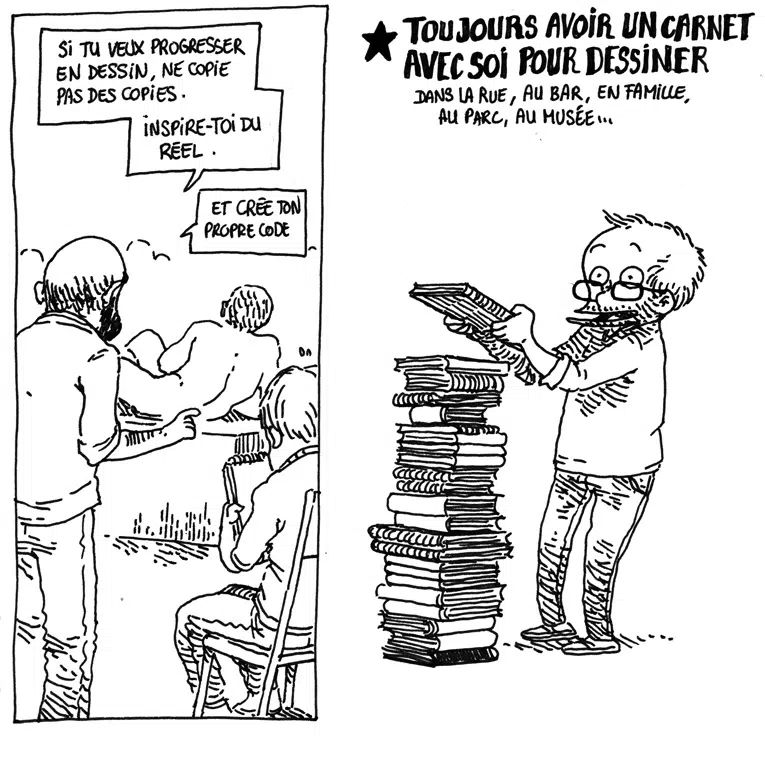 SI TU VEUX PROGRESSER
EN DESSIN, NE COPIE
PAS DES COPIES.
INSPIRE-TOI DU
RÉEL.
ET CRÉE TON
PROPRE CODE
★ TOUJOURS AVOIR UN CARNET
AVEC SOI POUR DESSINER
DANS LA RUE, AU BAR, EN FAMILLE,
AU PARC, AU MUSÉE...